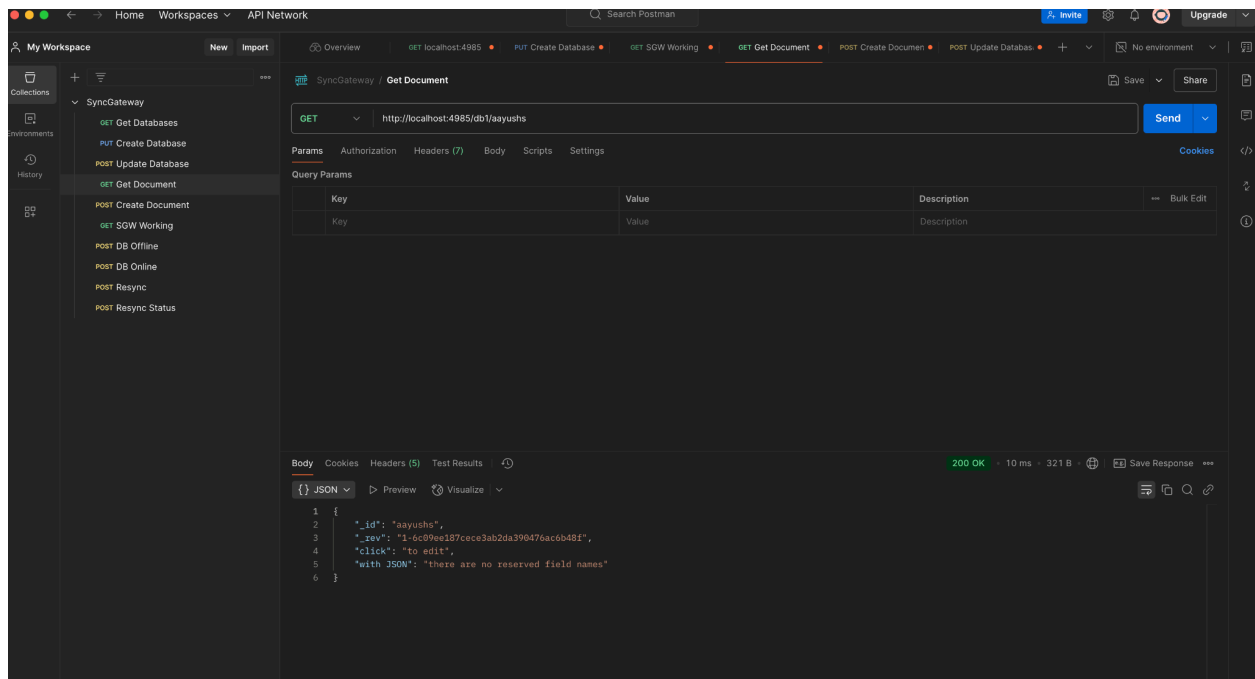 Home Workspaces API Network Search Postman Invite Upgrade
My Workspace New Import Overview GET localhost:4985 PUT Create Database GET SGW Working GET Get Document POST Create Documen POST Update Databas No environment
Collections
Environments
History
SyncGateway
GET Get Databases
PUT Create Database
POST Update Database
GET Get Document
POST Create Document
GET SGW Working
POST DB Offline
POST DB Online
POST Resync
POST Resync Status
HTTP SyncGateway / Get Document Save Share
GET http://localhost:4985/db1/aayushs Send
Params Authorization Headers (7) Body Scripts Settings Cookies
Query Params
Key Value Description Bulk Edit
Key Value Description
Body Cookies Headers (5) Test Results 200 OK 10 ms 321 B Save Response
{} JSON Preview Visualize
1 {
2 "_id": "aayushs",
3 "_rev": "1-6c09ee187cece3ab2da390476ac6b48f",
4 "click": "to edit",
5 "with JSON": "there are no reserved field names"
6 }